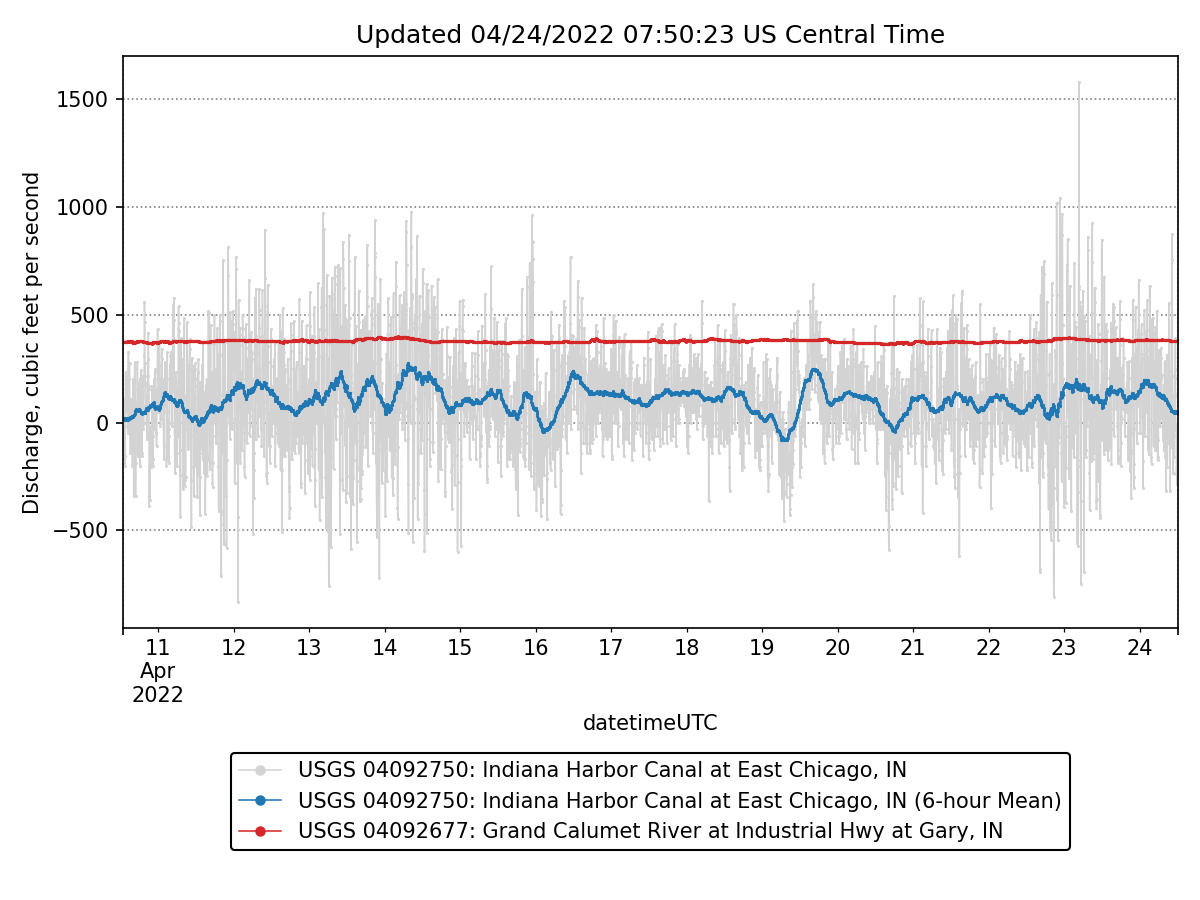 Updated 04/24/2022 07:50:23 US Central Time
Discharge, cubic feet per second
1500
1000
500
0
−500
11 12 13 14 15 16 17 18 19 20 21 22 23 24
Apr
2022
datetimeUTC
USGS 04092750: Indiana Harbor Canal at East Chicago, IN
USGS 04092750: Indiana Harbor Canal at East Chicago, IN (6-hour Mean)
USGS 04092677: Grand Calumet River at Industrial Hwy at Gary, IN